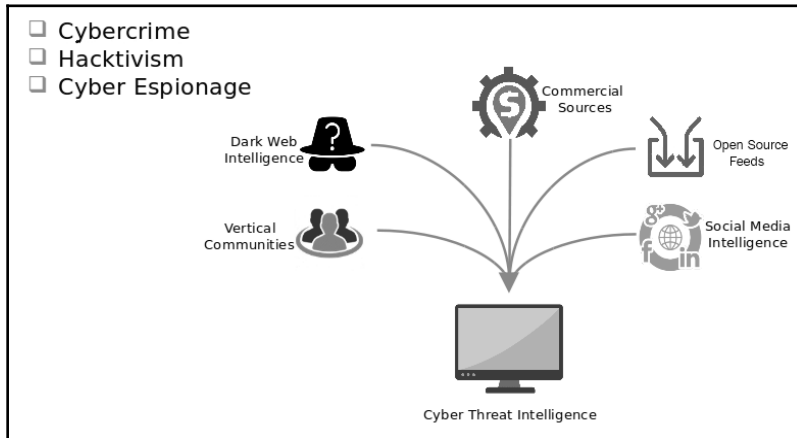 Cybercrime
Hacktivism
Cyber Espionage
Commercial
Sources
Dark Web
Intelligence
?
S
Open Source
Feeds
Vertical
Communities
g+
f
in
Social Media
Intelligence
Cyber Threat Intelligence